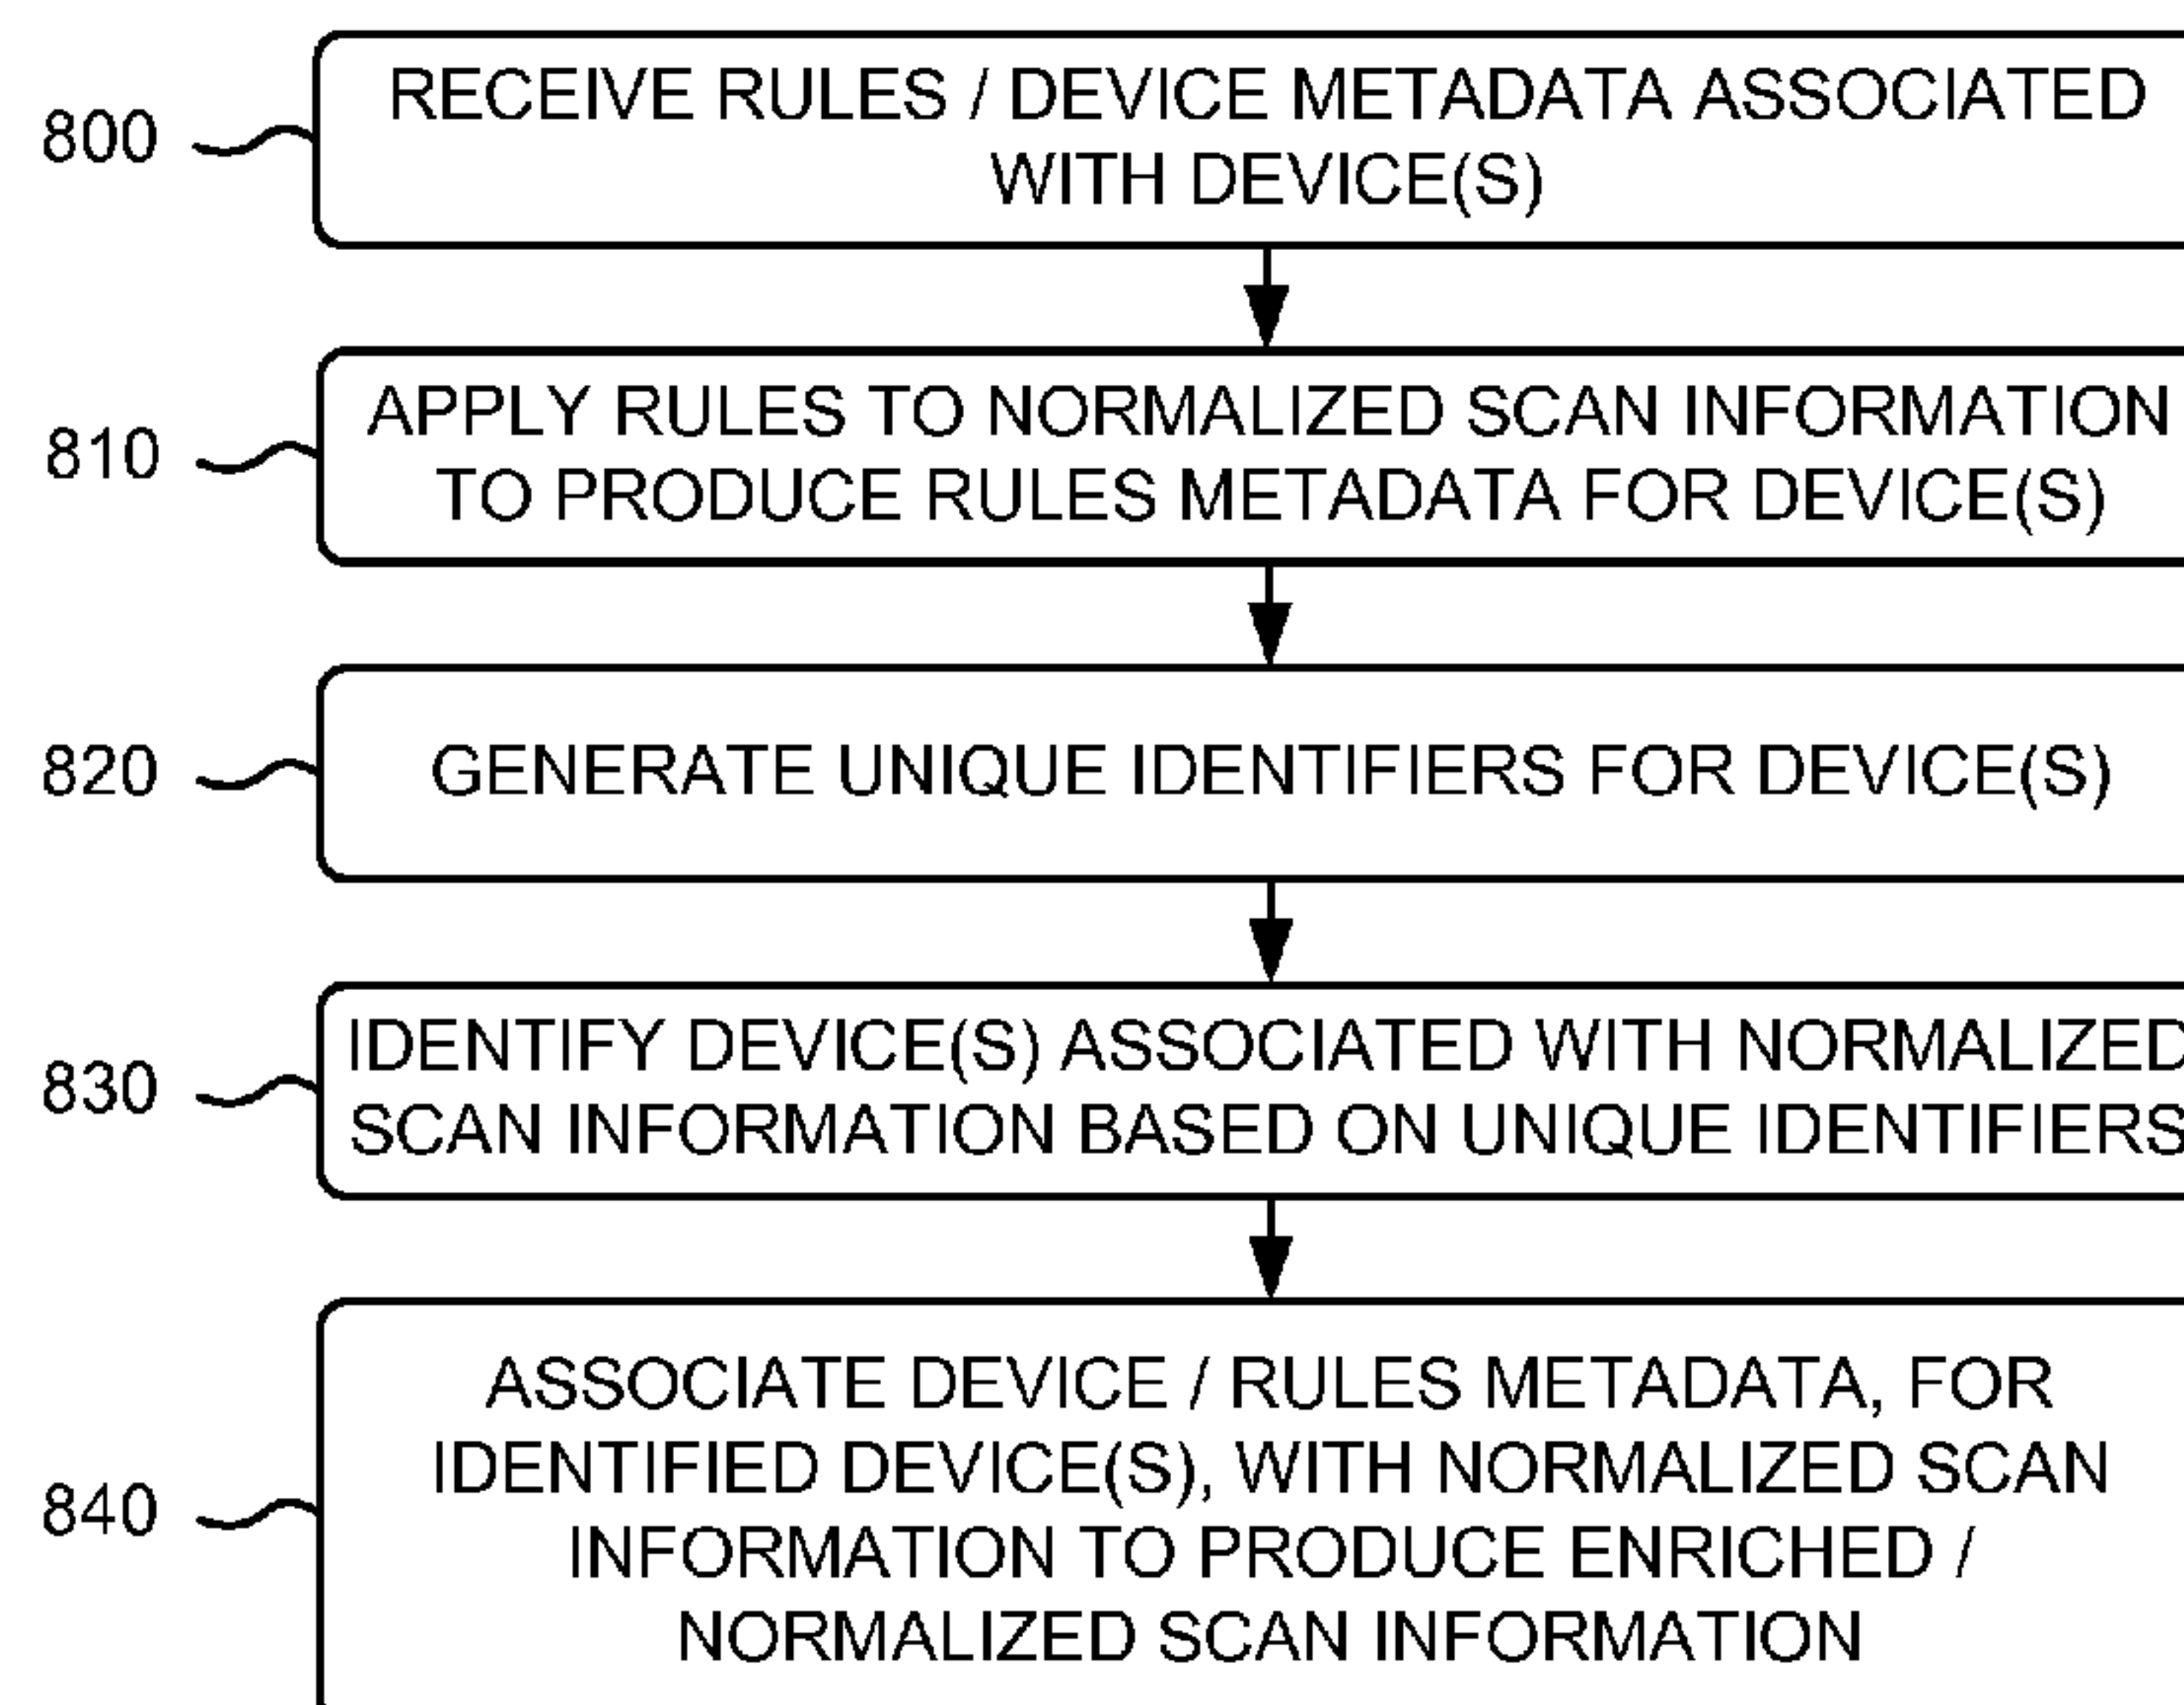 800
RECEIVE RULES / DEVICE METADATA ASSOCIATED
WITH DEVICE(S)
810
APPLY RULES TO NORMALIZED SCAN INFORMATION
TO PRODUCE RULES METADATA FOR DEVICE(S)
820
GENERATE UNIQUE IDENTIFIERS FOR DEVICE(S)
830
IDENTIFY DEVICE(S) ASSOCIATED WITH NORMALIZED
SCAN INFORMATION BASED ON UNIQUE IDENTIFIERS
840
ASSOCIATE DEVICE / RULES METADATA, FOR
IDENTIFIED DEVICE(S), WITH NORMALIZED SCAN
INFORMATION TO PRODUCE ENRICHED /
NORMALIZED SCAN INFORMATION